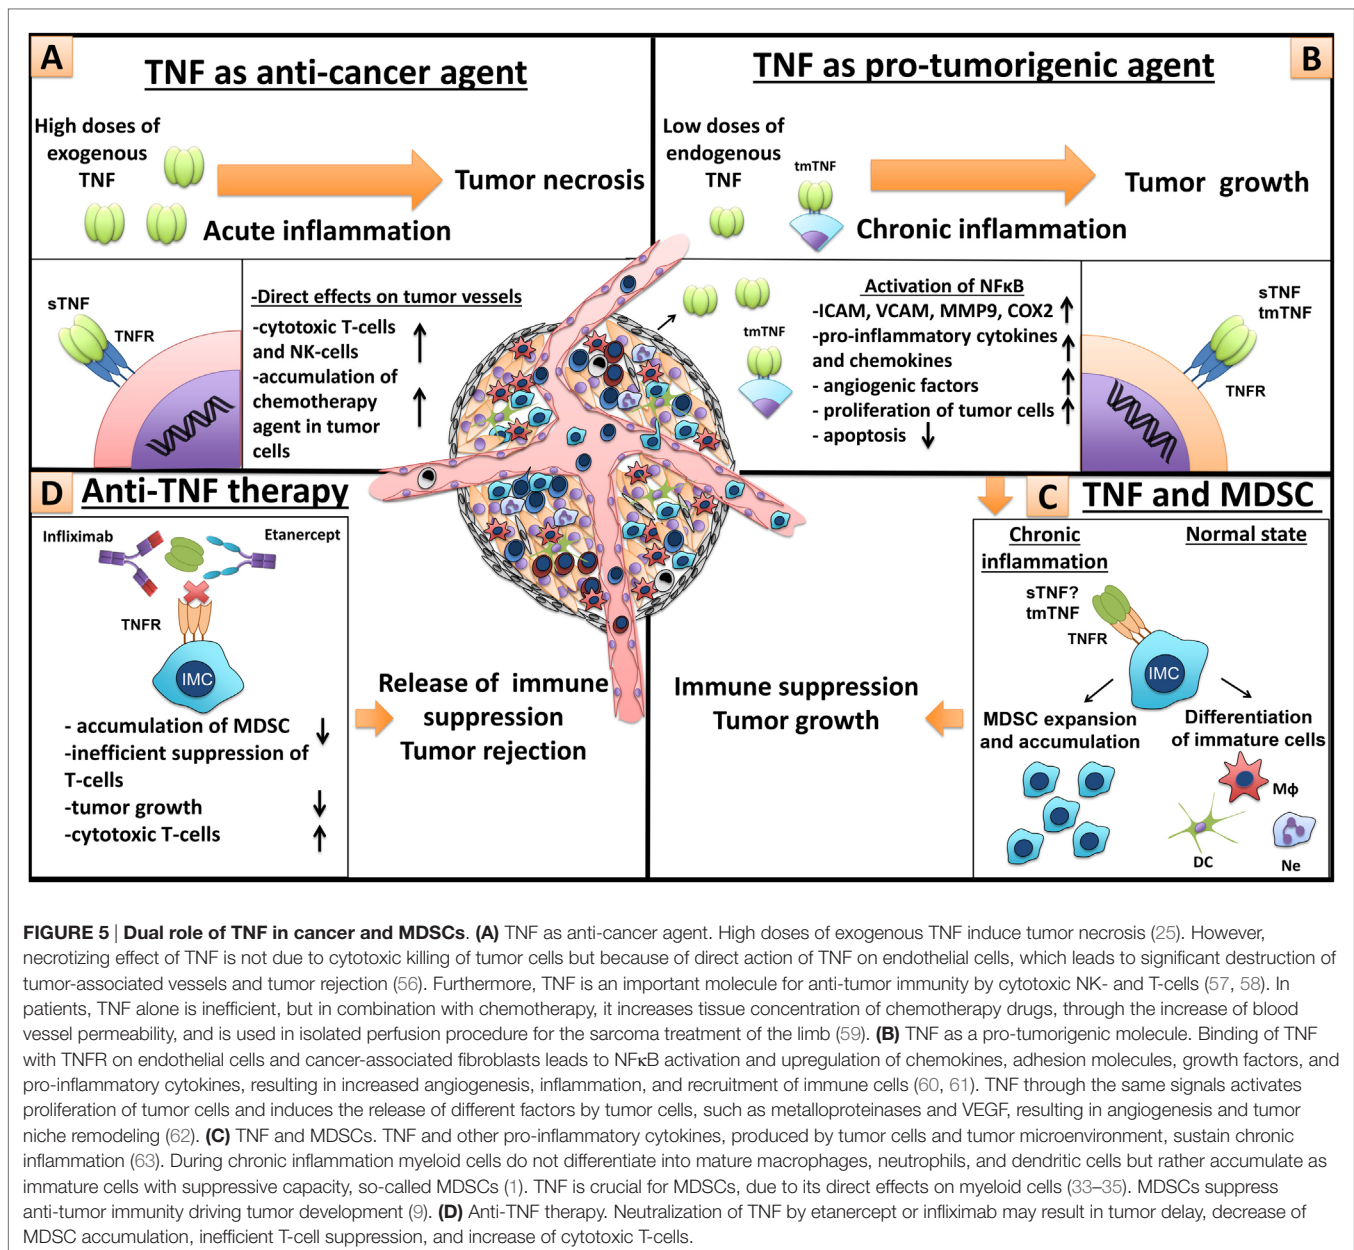 A
TNF as anti-cancer agent
High doses of
exogenous
TNF
Tumor necrosis
Acute inflammation
sTNF
TNFR
-Direct effects on tumor vessels
-cytotoxic T-cells
and NK-cells
-accumulation of
chemotherapy
agent in tumor
cells
B
TNF as pro-tumorigenic agent
Low doses of
endogenous
TNF
tmTNF
Tumor growth
Chronic inflammation
tmTNF
Activation of NFκB
-ICAM, VCAM, MMP9, COX2
-pro-inflammatory cytokines
and chemokines
- angiogenic factors
- proliferation of tumor cells
- apoptosis
sTNF
tmTNF
TNFR
D
Anti-TNF therapy
Infliximab
Etanercept
TNFR
IMC
- accumulation of MDSC
-inefficient suppression of
T-cells
-tumor growth
-cytotoxic T-cells
Release of immune
suppression
Tumor rejection
Immune suppression
Tumor growth
C
TNF and MDSC
Chronic
inflammation
Normal state
sTNF?
tmTNF
TNFR
IMC
MDSC expansion
and accumulation
Differentiation
of immature cells
Mϕ
DC
Ne
FIGURE 5 | Dual role of TNF in cancer and MDSCs. (A) TNF as anti-cancer agent. High doses of exogenous TNF induce tumor necrosis (25). However,
necrotizing effect of TNF is not due to cytotoxic killing of tumor cells but because of direct action of TNF on endothelial cells, which leads to significant destruction of
tumor-associated vessels and tumor rejection (56). Furthermore, TNF is an important molecule for anti-tumor immunity by cytotoxic NK- and T-cells (57, 58). In
patients, TNF alone is inefficient, but in combination with chemotherapy, it increases tissue concentration of chemotherapy drugs, through the increase of blood
vessel permeability, and is used in isolated perfusion procedure for the sarcoma treatment of the limb (59). (B) TNF as a pro-tumorigenic molecule. Binding of TNF
with TNFR on endothelial cells and cancer-associated fibroblasts leads to NFκB activation and upregulation of chemokines, adhesion molecules, growth factors, and
pro-inflammatory cytokines, resulting in increased angiogenesis, inflammation, and recruitment of immune cells (60, 61). TNF through the same signals activates
proliferation of tumor cells and induces the release of different factors by tumor cells, such as metalloproteinases and VEGF, resulting in angiogenesis and tumor
niche remodeling (62). (C) TNF and MDSCs. TNF and other pro-inflammatory cytokines, produced by tumor cells and tumor microenvironment, sustain chronic
inflammation (63). During chronic inflammation myeloid cells do not differentiate into mature macrophages, neutrophils, and dendritic cells but rather accumulate as
immature cells with suppressive capacity, so-called MDSCs (1). TNF is crucial for MDSCs, due to its direct effects on myeloid cells (33–35). MDSCs suppress
anti-tumor immunity driving tumor development (9). (D) Anti-TNF therapy. Neutralization of TNF by etanercept or infliximab may result in tumor delay, decrease of
MDSC accumulation, inefficient T-cell suppression, and increase of cytotoxic T-cells.